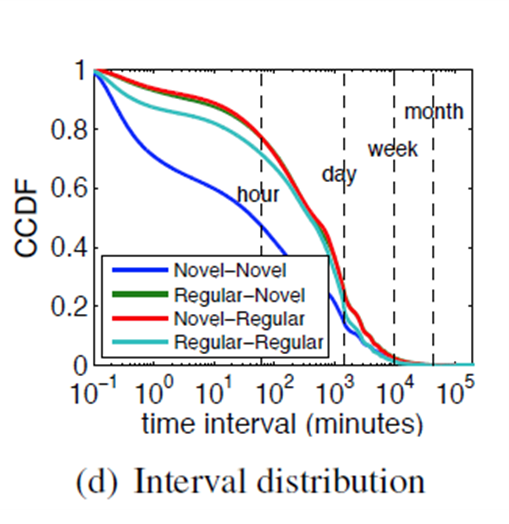 1
0.8
0.6
0.4
0.2
0
CCDF
month
week
day
hour
Novel–Novel
Regular–Novel
Novel–Regular
Regular–Regular
10⁻¹ 10⁰ 10¹ 10² 10³ 10⁴ 10⁵
time interval (minutes)
(d) Interval distribution